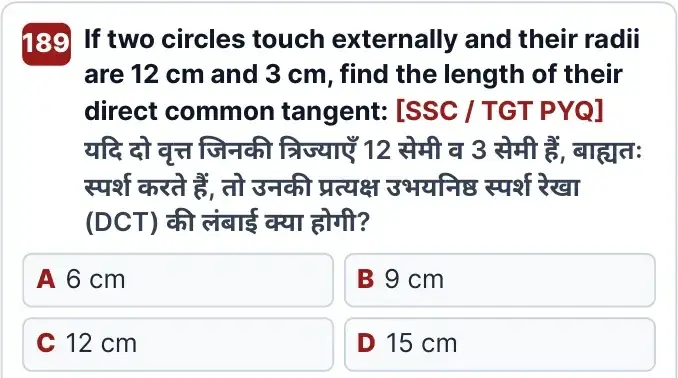 189 If two circles touch externally and their radii
are 12 cm and 3 cm, find the length of their
direct common tangent: [SSC / TGT PYQ]
यदि दो वृत्त जिनकी त्रिज्याएँ 12 सेमी व 3 सेमी हैं, बाह्यतः
स्पर्श करते हैं, तो उनकी प्रत्यक्ष उभयनिष्ठ स्पर्श रेखा
(DCT) की लंबाई क्या होगी?
A 6 cm
B 9 cm
C 12 cm
D 15 cm